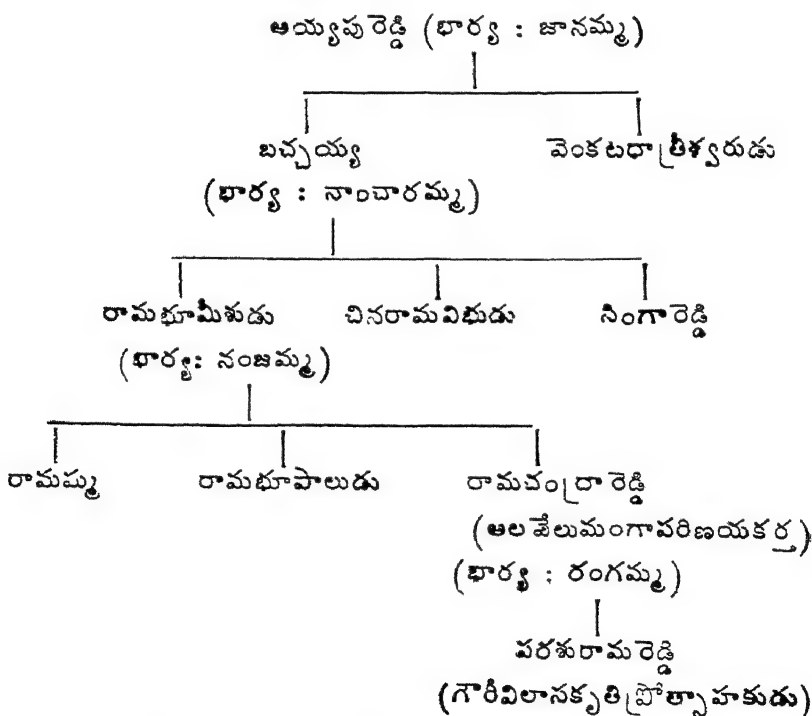 అయ్యపురెడ్డి (భార్య : జానమ్మ)
బచ్చయ్య వెంకటధాత్రీశ్వరుడు
(భార్య : నాంచారమ్మ)
రామభూమీశుడు చినరామవిభుడు సింగారెడ్డి
(భార్య: నంజమ్మ)
రామప్ప రామభూపాలుడు రామచంద్రారెడ్డి
(అలమేలుమంగాపరిణయకర్త)
(భార్య : రంగమ్మ)
పరశురామరెడ్డి
(గౌరీవిలాసకృతిప్రోత్సాహకుడు)